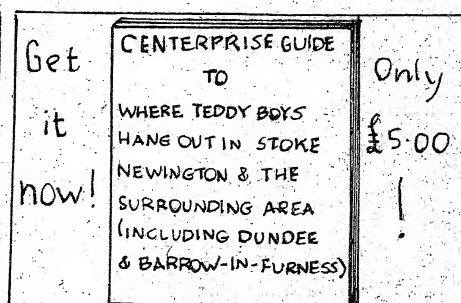 Get
it
now!
CENTERPRISE GUIDE
TO
WHERE TEDDY BOYS
HANG OUT IN STOKE
NEWINGTON & THE
SURROUNDING AREA
(INCLUDING DUNDEE
& BARROW-IN-FURNESS)
Only
£5.00
!